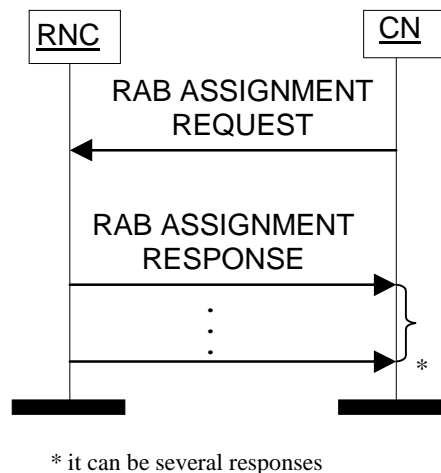 RNC
CN
RAB ASSIGNMENT
REQUEST
RAB ASSIGNMENT
RESPONSE
*
* it can be several responses